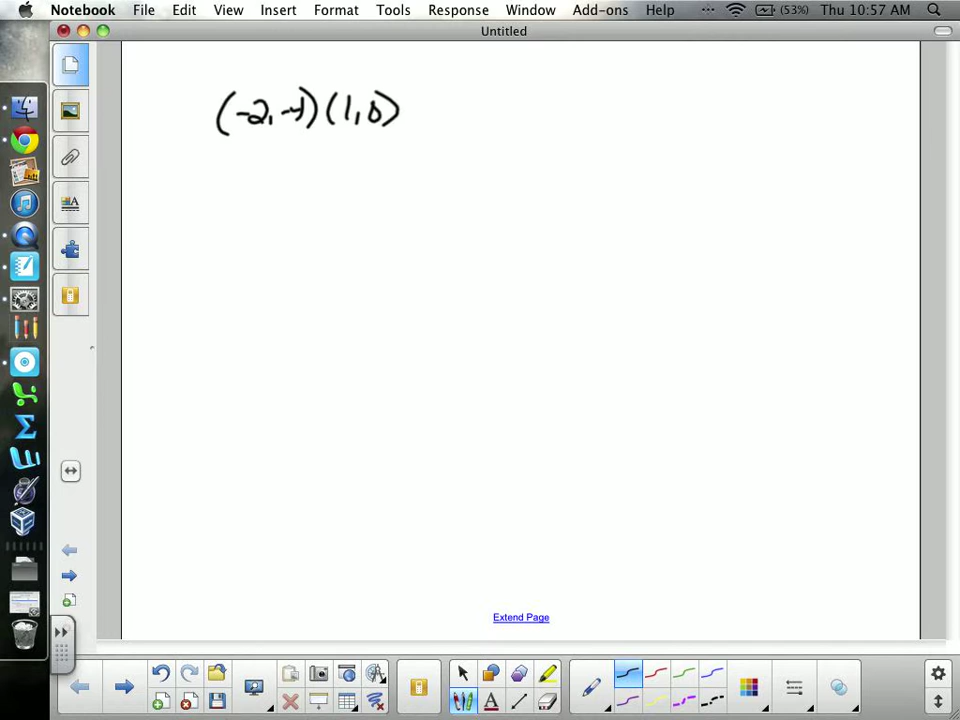 Notebook File Edit View Insert Format Tools Response Window Add-ons Help ... (53%) Thu 10:57 AM
Untitled
(-2,-4)(1,0)
Extend Page